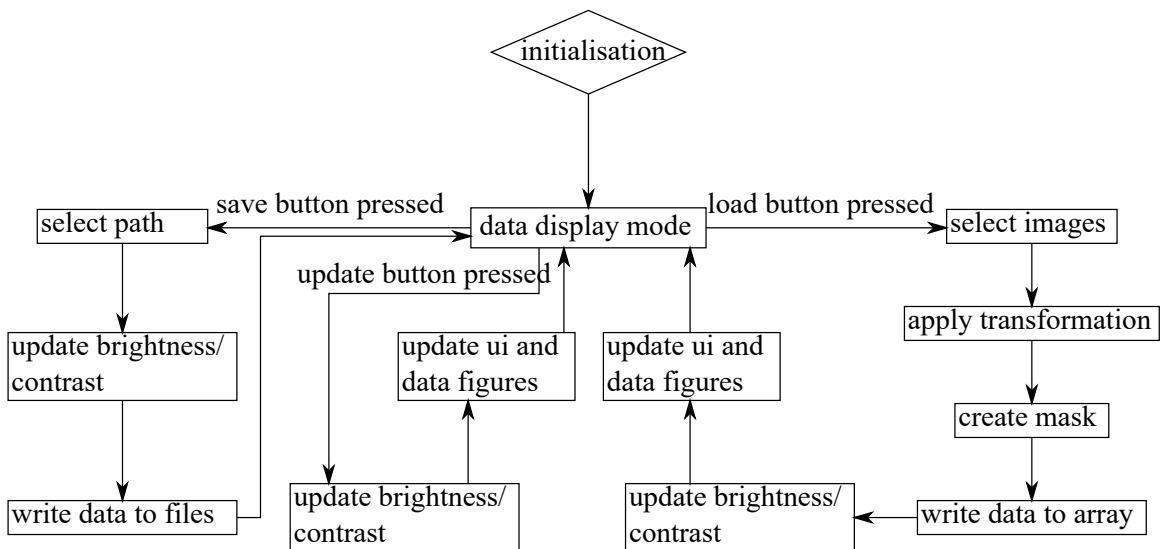 initialisation
save button pressed
load button pressed
select path
data display mode
select images
update button pressed
apply transformation
update brightness/
contrast
update ui and
data figures
update ui and
data figures
create mask
write data to files
update brightness/
contrast
update brightness/
contrast
write data to array